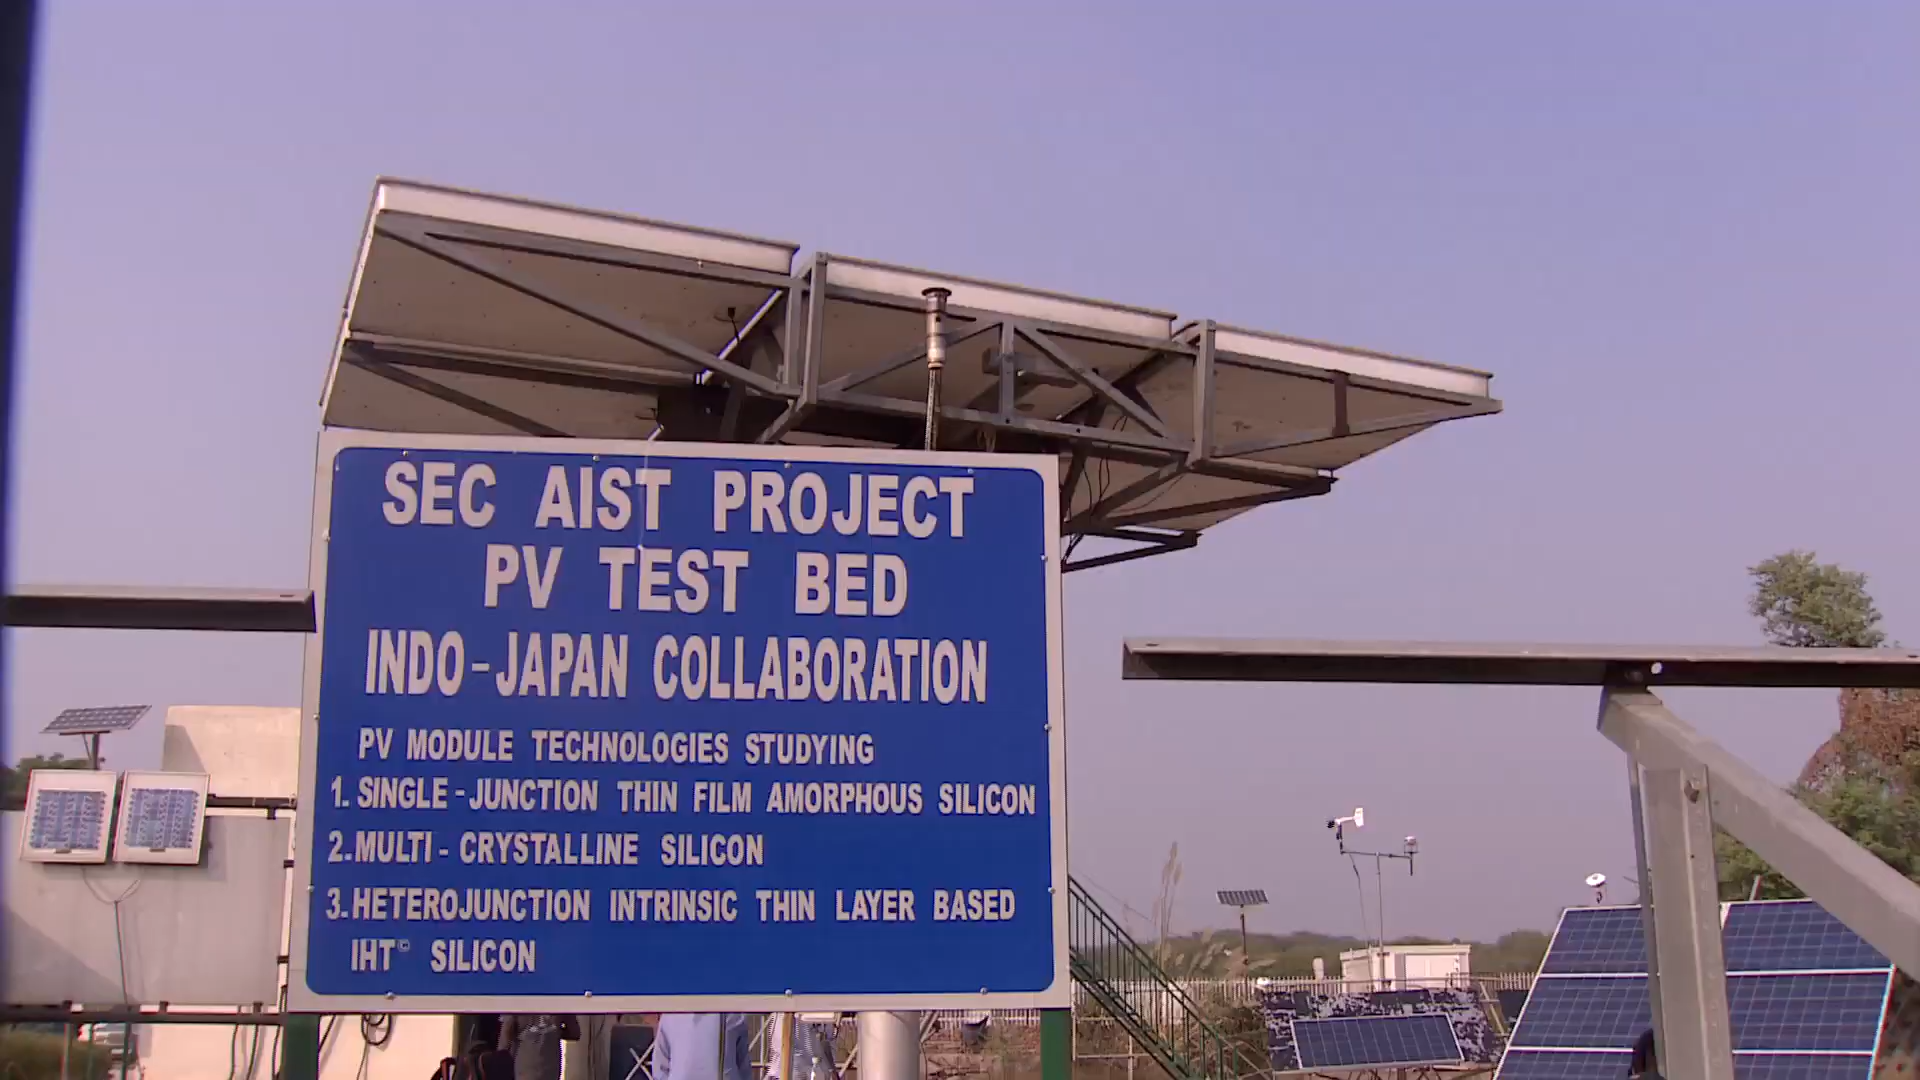 SEC AIST PROJECT
PV TEST BED
INDO-JAPAN COLLABORATION
PV MODULE TECHNOLOGIES STUDYING
1. SINGLE-JUNCTION THIN FILM AMORPHOUS SILICON
2. MULTI-CRYSTALLINE SILICON
3. HETEROJUNCTION INTRINSIC THIN LAYER BASED
IHT© SILICON